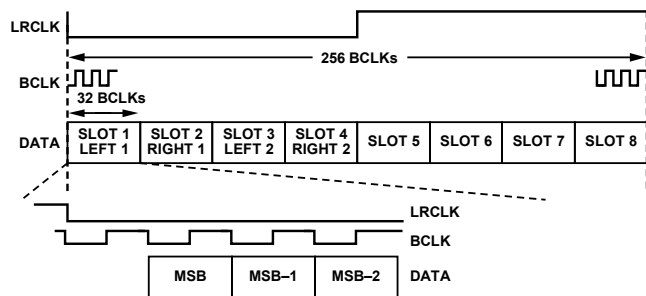 LRCLK
256 BCLKs
BCLK
32 BCLKs
DATA
SLOT 1
LEFT 1
SLOT 2
RIGHT 1
SLOT 3
LEFT 2
SLOT 4
RIGHT 2
SLOT 5
SLOT 6
SLOT 7
SLOT 8
LRCLK
BCLK
MSB
MSB–1
MSB–2
DATA